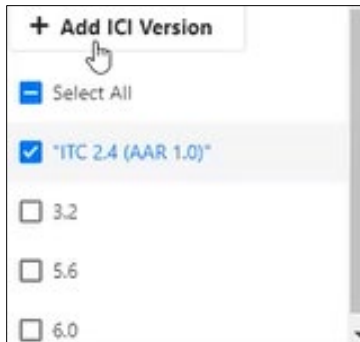 + Add ICI Version
Select All
"ITC 2.4 (AAR 1.0)"
3.2
5.6
6.0